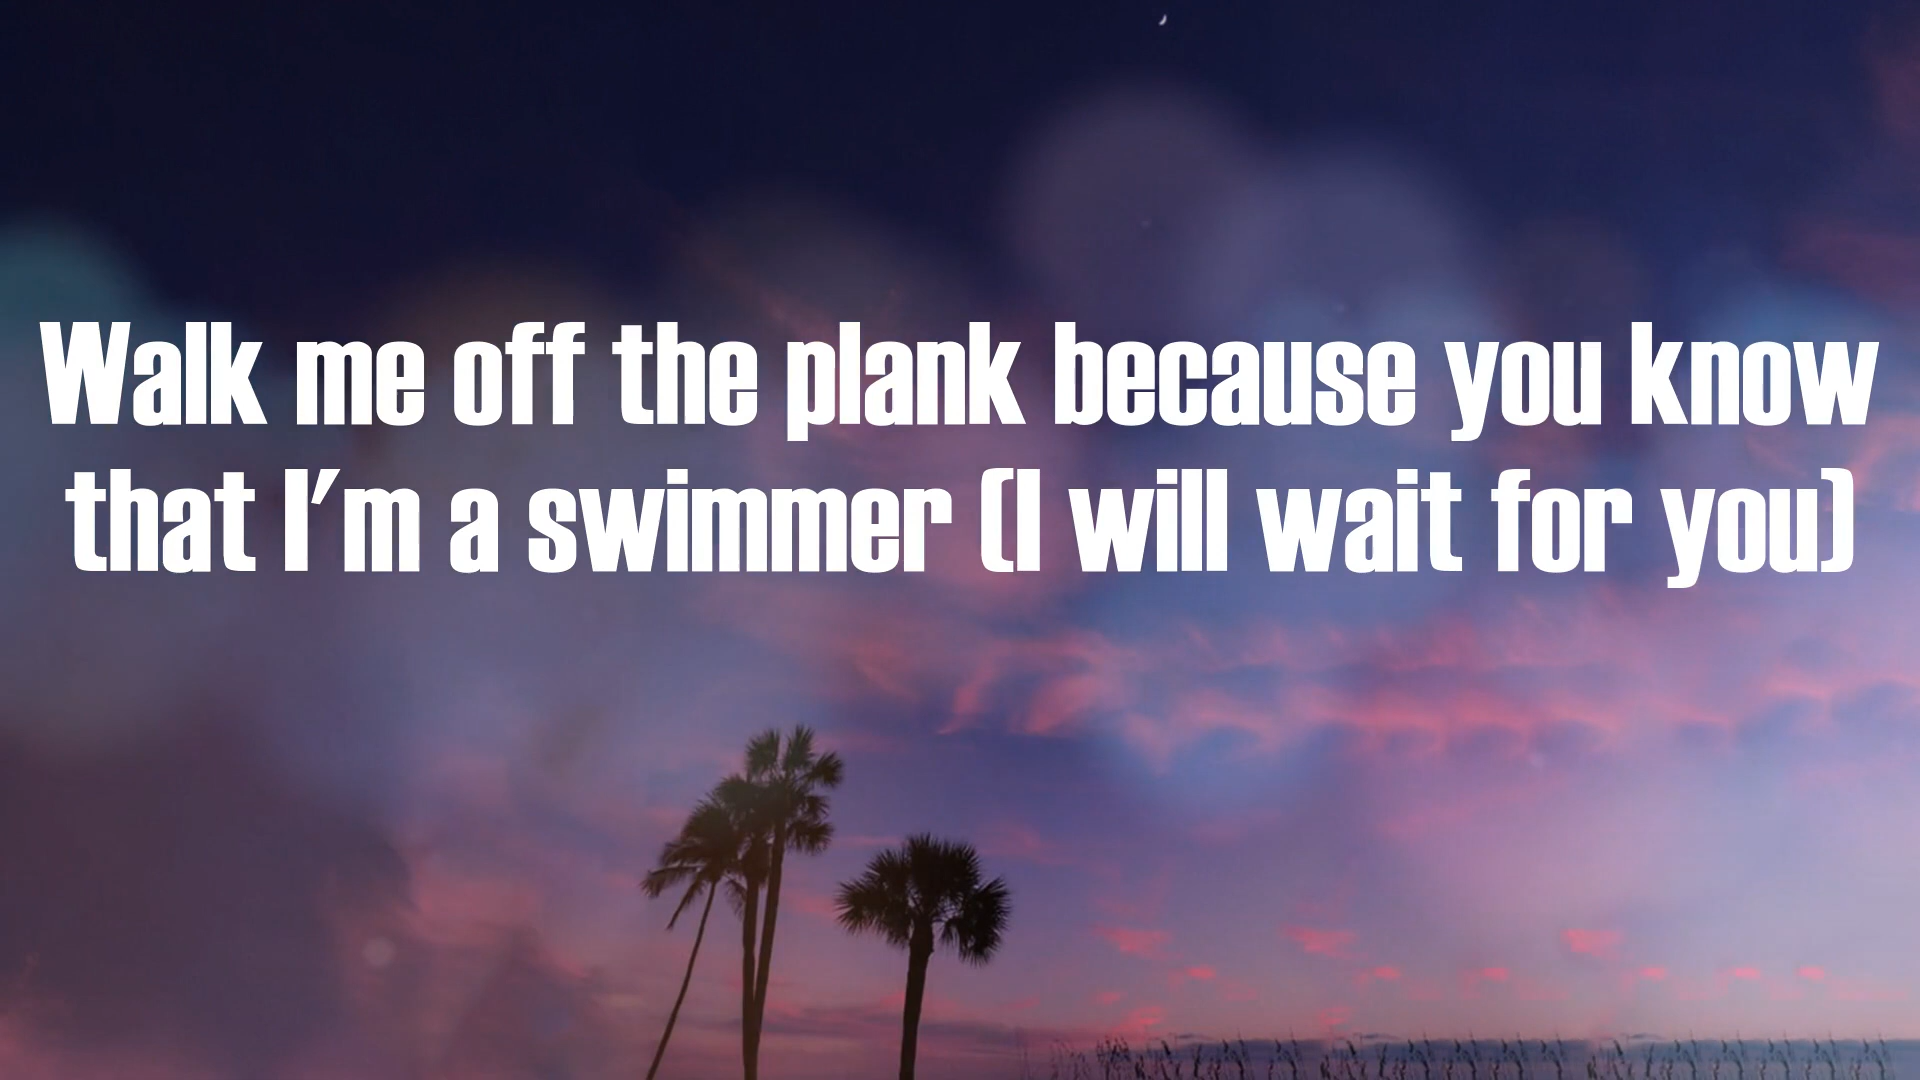 Walk me off the plank because you know
that I'm a swimmer (I will wait for you)